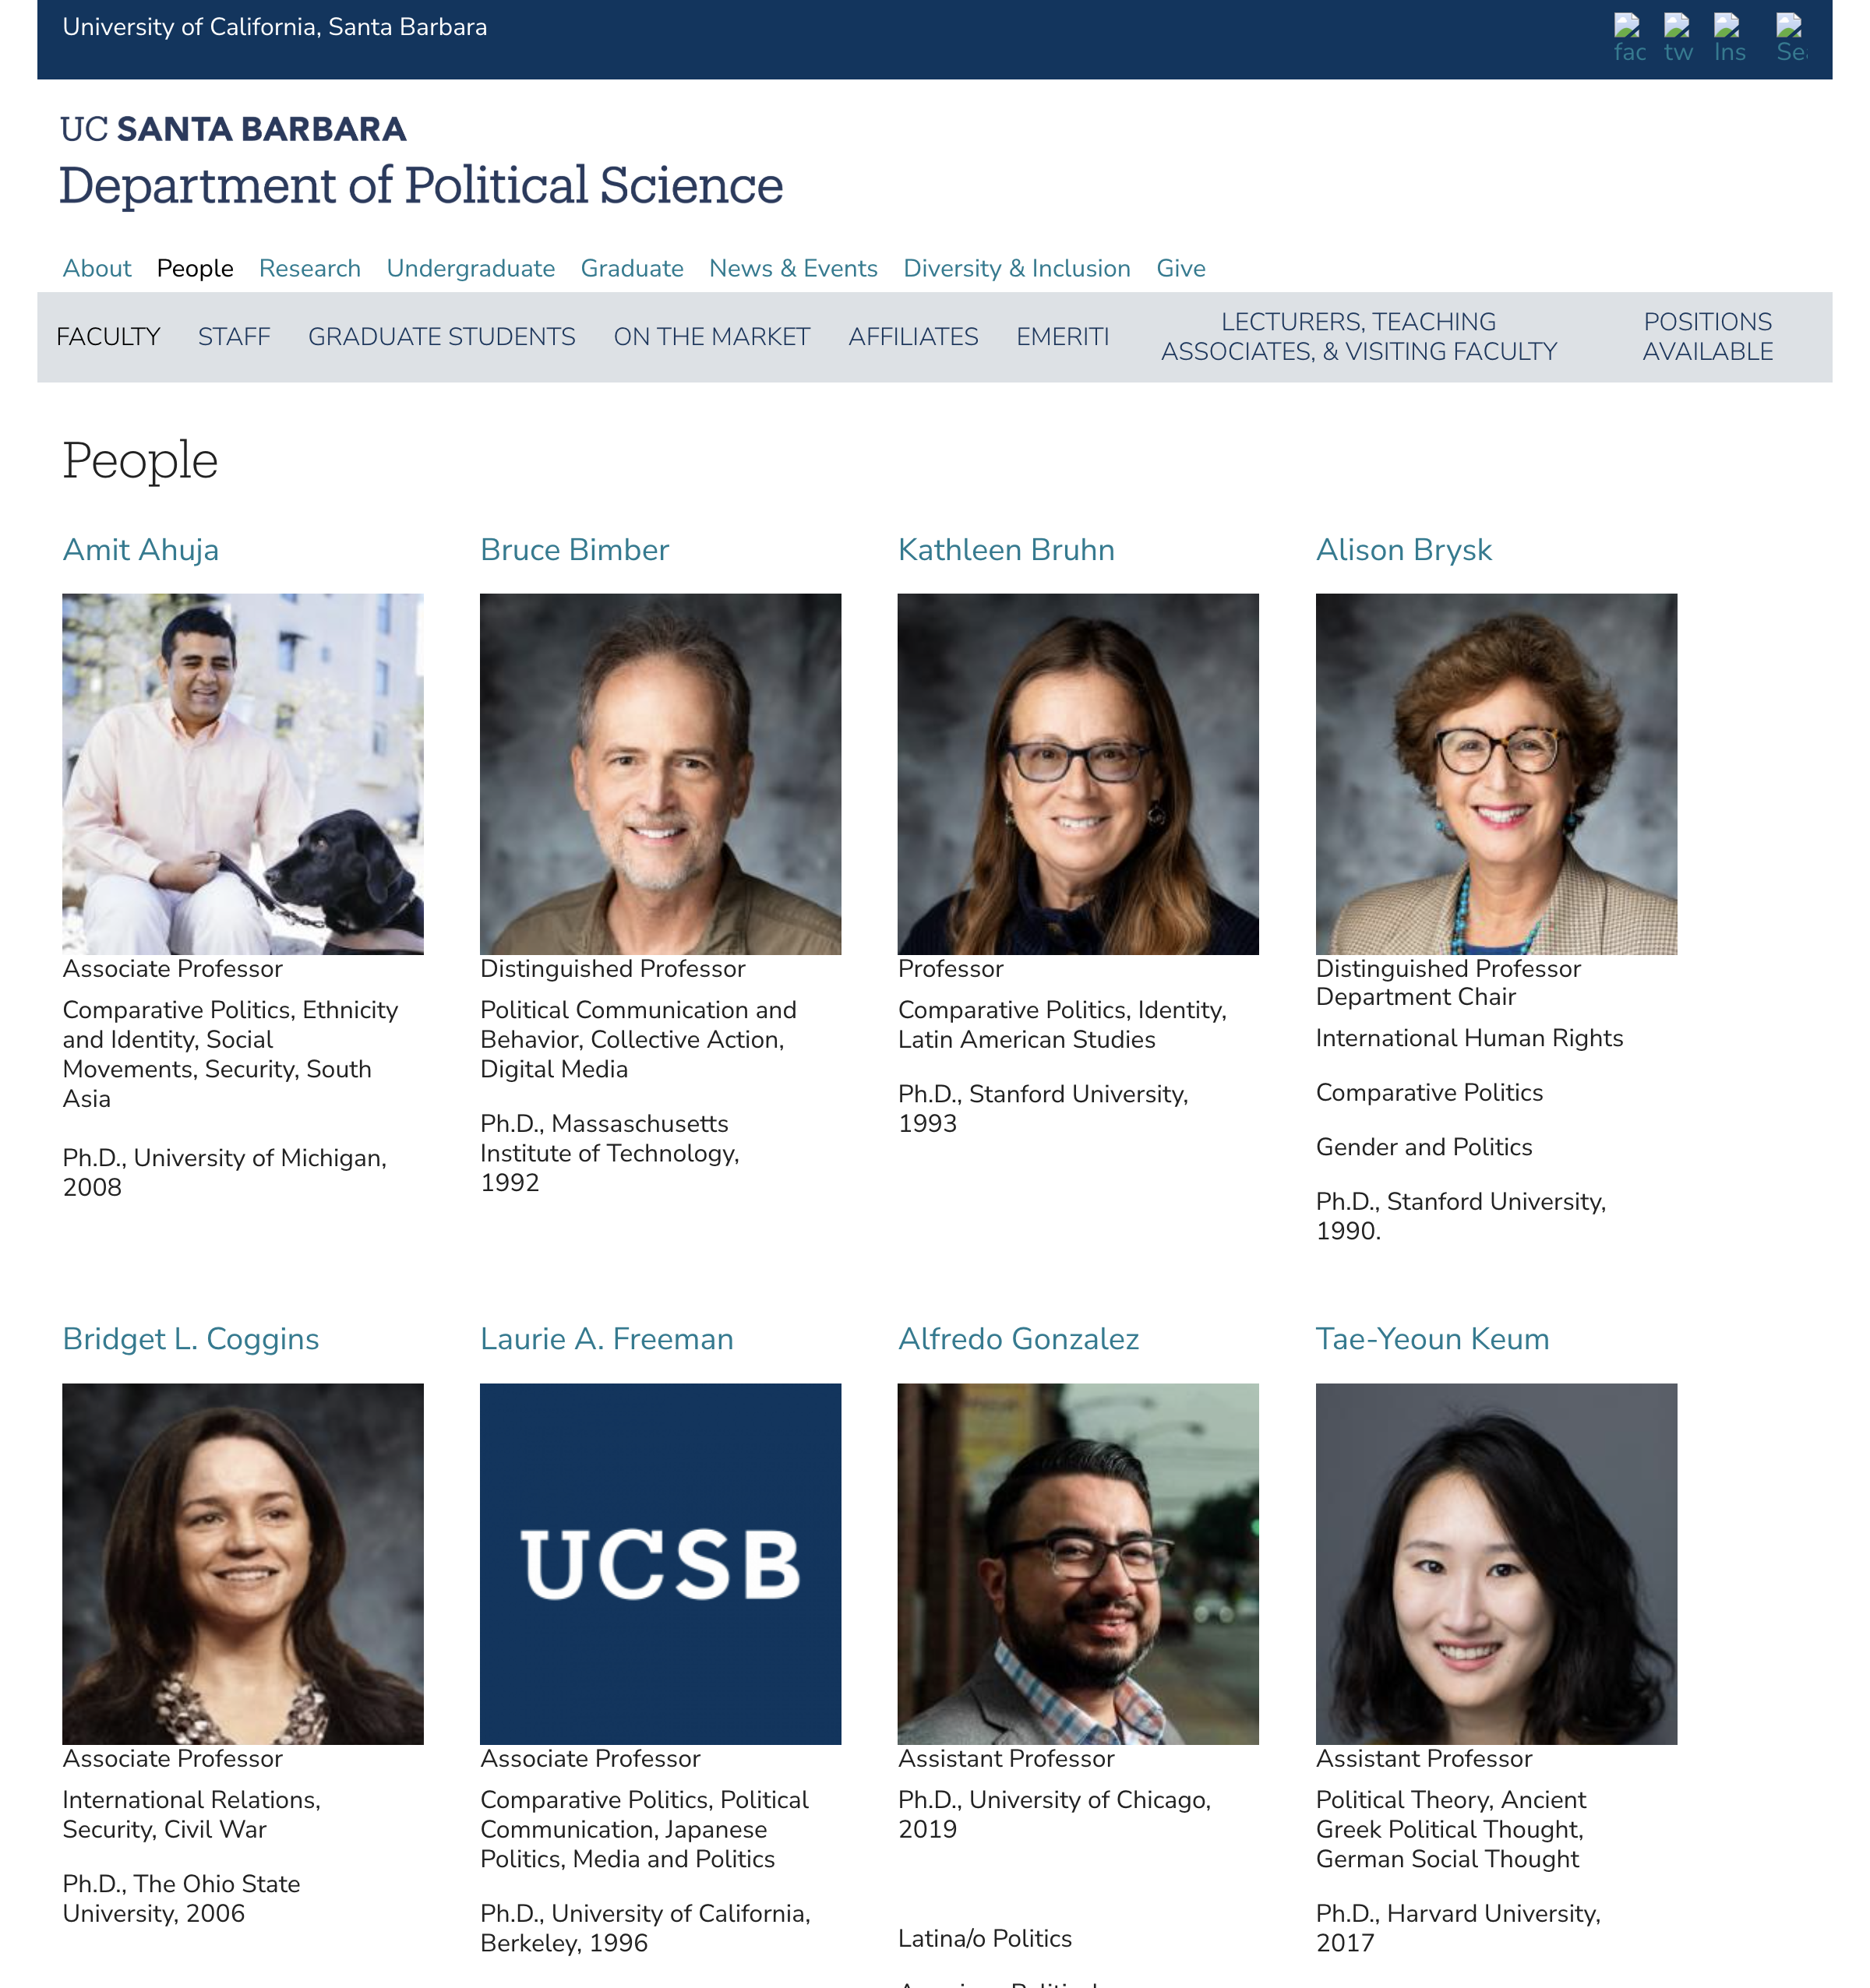 University of California, Santa Barbara
fac tw Ins Se
UC SANTA BARBARA
Department of Political Science
About People Research Undergraduate Graduate News & Events Diversity & Inclusion Give
FACULTY STAFF GRADUATE STUDENTS ON THE MARKET AFFILIATES EMERITI
LECTURERS, TEACHING
ASSOCIATES, & VISITING FACULTY
POSITIONS
AVAILABLE
People
Amit Ahuja
Associate Professor
Comparative Politics, Ethnicity
and Identity, Social
Movements, Security, South
Asia
Ph.D., University of Michigan,
2008
Bruce Bimber
Distinguished Professor
Political Communication and
Behavior, Collective Action,
Digital Media
Ph.D., Massaschusetts
Institute of Technology,
1992
Kathleen Bruhn
Professor
Comparative Politics, Identity,
Latin American Studies
Ph.D., Stanford University,
1993
Alison Brysk
Distinguished Professor
Department Chair
International Human Rights
Comparative Politics
Gender and Politics
Ph.D., Stanford University,
1990.
Bridget L. Coggins
Associate Professor
International Relations,
Security, Civil War
Ph.D., The Ohio State
University, 2006
Laurie A. Freeman
UCSB
Associate Professor
Comparative Politics, Political
Communication, Japanese
Politics, Media and Politics
Ph.D., University of California,
Berkeley, 1996
Alfredo Gonzalez
Assistant Professor
Ph.D., University of Chicago,
2019
Latina/o Politics
Tae-Yeoun Keum
Assistant Professor
Political Theory, Ancient
Greek Political Thought,
German Social Thought
Ph.D., Harvard University,
2017